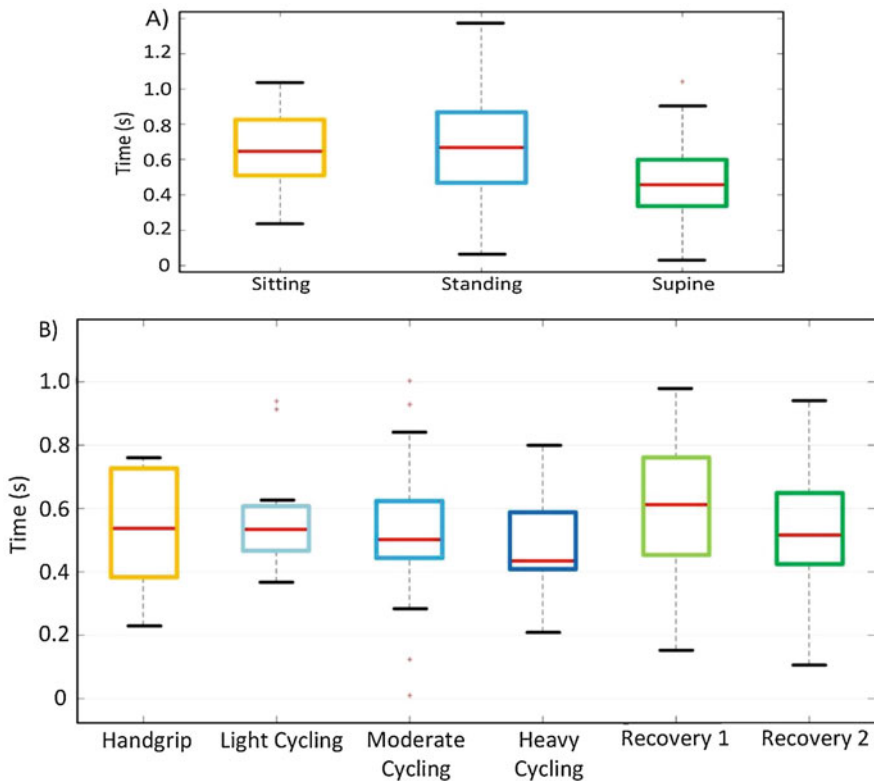 A)
Time (s)
1.2
1.0
0.8
0.6
0.4
0.2
0
Sitting Standing Supine
B)
Time (s)
1.0
0.8
0.6
0.4
0.2
0
Handgrip Light Cycling Moderate Cycling Heavy Cycling Recovery 1 Recovery 2